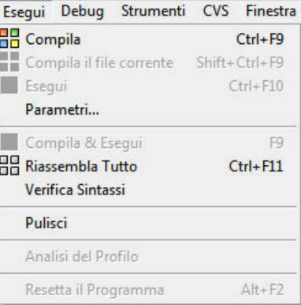 Esegui Debug Strumenti CVS Finestra
Compila Ctrl+F9
Compila il file corrente Shift+Ctrl+F9
Esegui Ctrl+F10
Parametri...
Compila & Esegui F9
Riassembla Tutto Ctrl+F11
Verifica Sintassi
Pulisci
Analisi del Profilo
Resetta il Programma Alt+F2